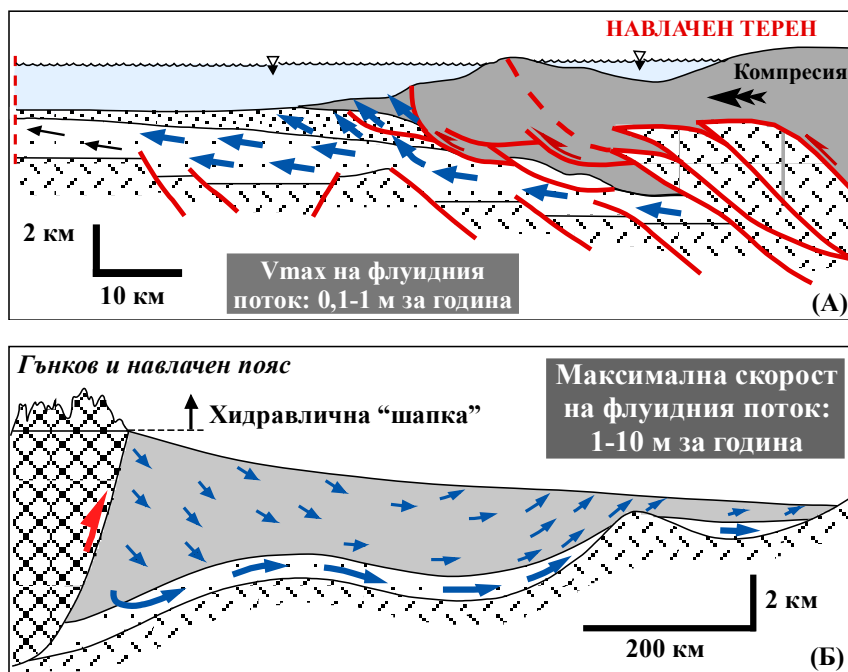 НАВЛАЧЕН ТЕРЕН
Компресия
2 км
10 км
Vmax на флуидния
поток: 0,1-1 м за година
(А)
Гънков и навлачен пояс
Хидравлична “шапка”
Максимална скорост
на флуидния поток:
1-10 м за година
2 км
200 км
(Б)